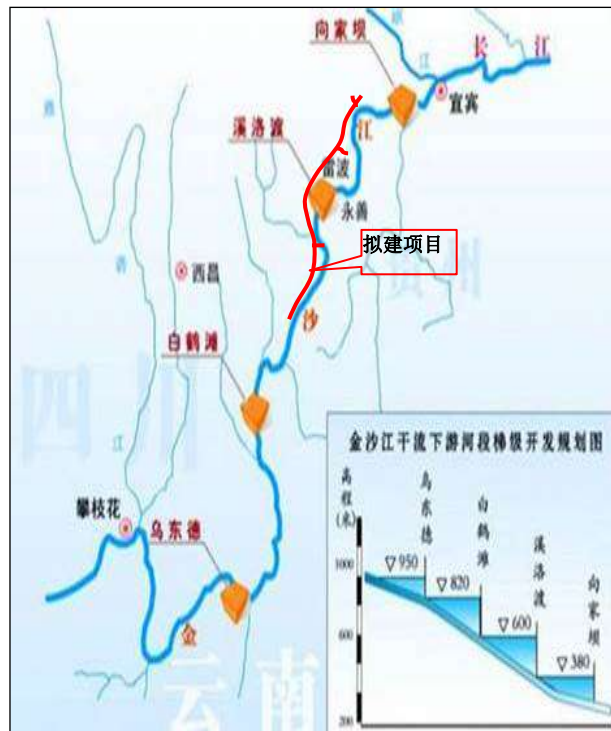 向家坝
长江
江
宜宾
溪洛渡
江
雷波
永善
拟建项目
西昌
沙
白鹤滩
四川
贵州
金沙江干流下游河段梯级开发规划图
高程(米)
乌东德
白鹤滩
溪洛渡
向家坝
1000
600
200
▽950
▽820
▽600
▽380
江
攀枝花
乌东德
金
云南